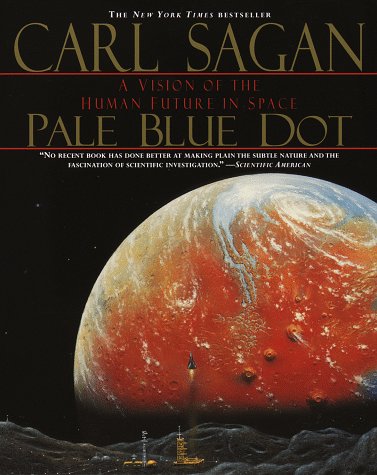 THE NEW YORK TIMES BESTSELLER
CARL SAGAN
A VISION OF THE
HUMAN FUTURE IN SPACE
PALE BLUE DOT
"NO RECENT BOOK HAS DONE BETTER AT MAKING PLAIN THE SUBTLE NATURE AND THE
FASCINATION OF SCIENTIFIC INVESTIGATION." —SCIENTIFIC AMERICAN